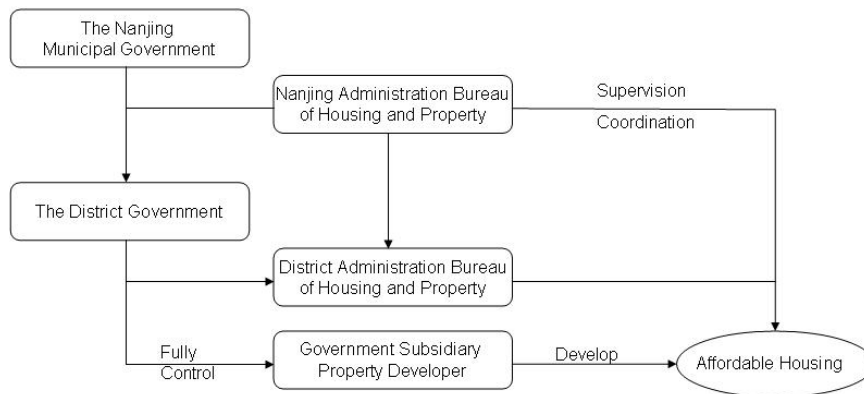 The Nanjing
Municipal Government
Nanjing Administration Bureau
of Housing and Property
Supervision
Coordination
The District Government
District Administration Bureau
of Housing and Property
Fully
Control
Government Subsidiary
Property Developer
Develop
Affordable Housing